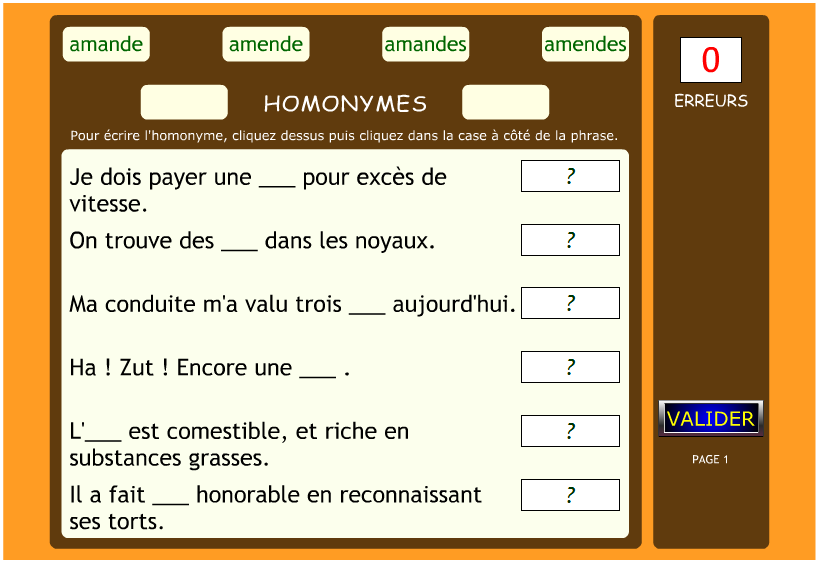 amande amende amandes amendes
0
ERREURS
HOMONYMES
Pour écrire l'homonyme, cliquez dessus puis cliquez dans la case à côté de la phrase.
Je dois payer une ___ pour excès de ?
vitesse.
On trouve des ___ dans les noyaux. ?
Ma conduite m'a valu trois ___ aujourd'hui. ?
Ha ! Zut ! Encore une ___ . ?
L'___ est comestible, et riche en ?
substances grasses.
Il a fait ___ honorable en reconnaissant ?
ses torts.
VALIDER
PAGE 1